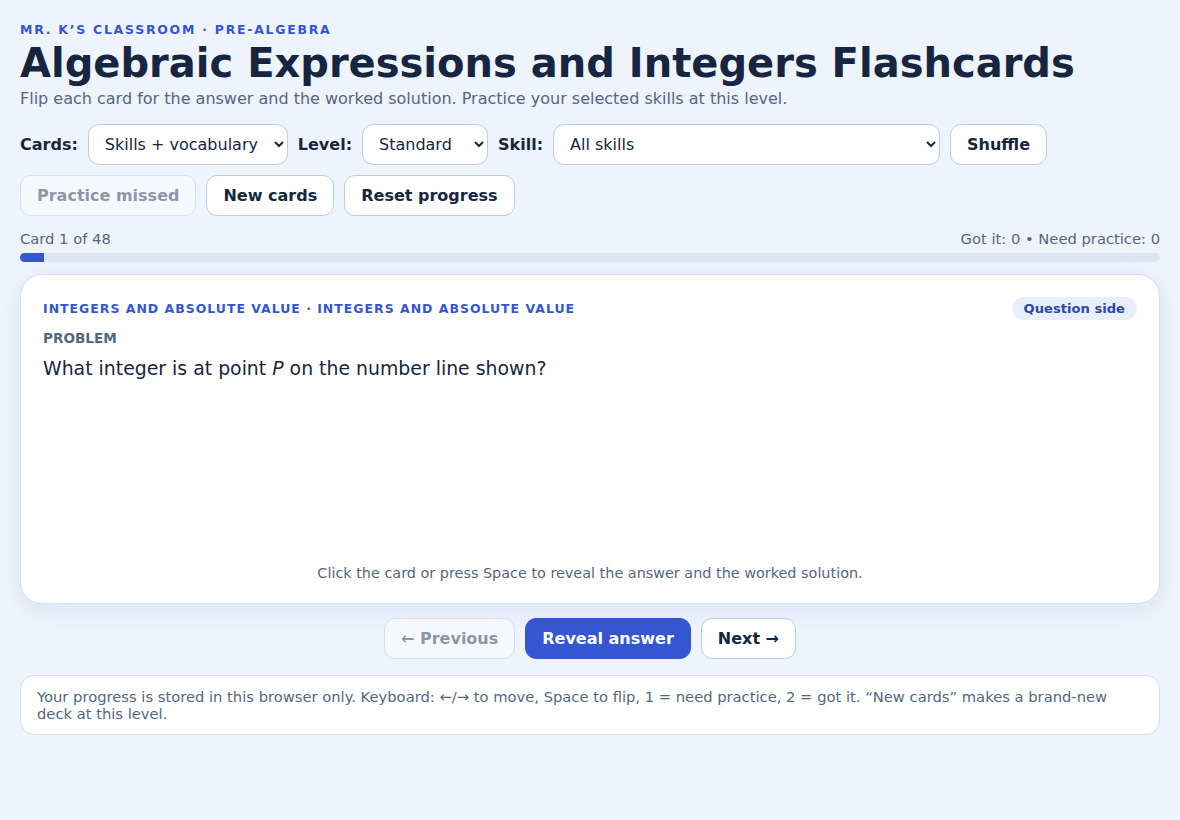 MR. K’S CLASSROOM · PRE-ALGEBRA
Algebraic Expressions and Integers Flashcards
Flip each card for the answer and the worked solution. Practice your selected skills at this level.
Cards: Skills + vocabulary Level: Standard Skill: All skills Shuffle
Practice missed New cards Reset progress
Card 1 of 48 Got it: 0 • Need practice: 0
INTEGERS AND ABSOLUTE VALUE · INTEGERS AND ABSOLUTE VALUE Question side
PROBLEM
What integer is at point P on the number line shown?
Click the card or press Space to reveal the answer and the worked solution.
← Previous Reveal answer Next →
Your progress is stored in this browser only. Keyboard: ←/→ to move, Space to flip, 1 = need practice, 2 = got it. “New cards” makes a brand-new
deck at this level.